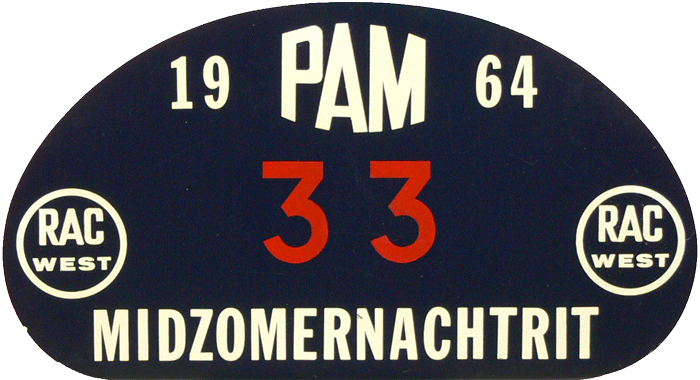 19 PAM 64
33
RAC RAC
WEST WEST
MIDZOMERNACHTRIT